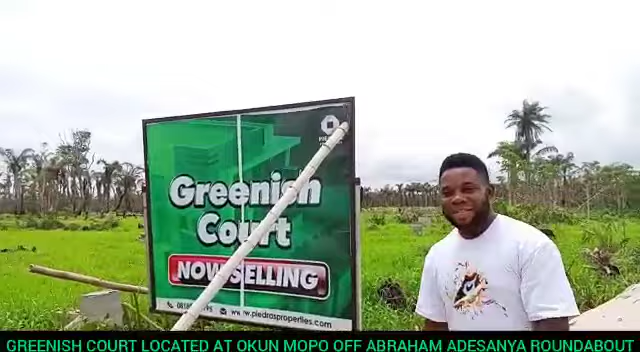 Greenish
Court
NOW SELLING
www.piedrasproperties.com
GREENISH COURT LOCATED AT OKUN MOPO OFF ABRAHAM ADESANYA ROUNDABOUT